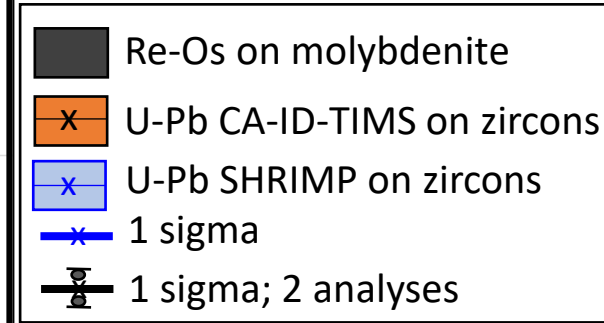 Re-Os on molybdenite
U-Pb CA-ID-TIMS on zircons
U-Pb SHRIMP on zircons
1 sigma
1 sigma; 2 analyses